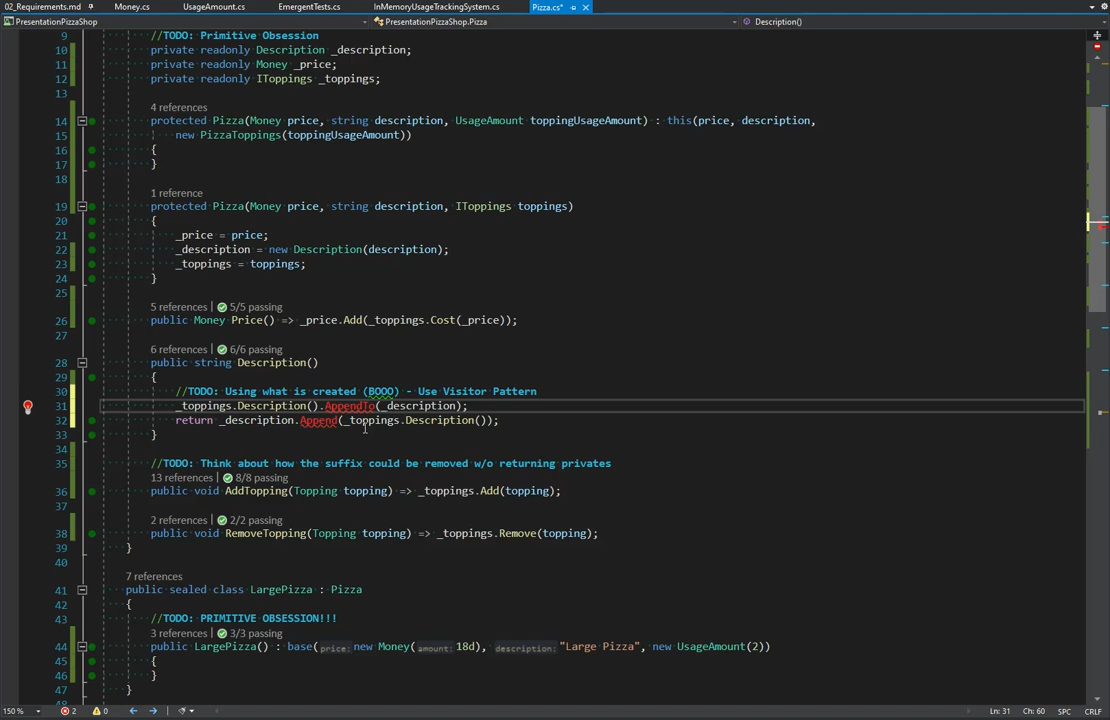 02_Requirements.md Money.cs UsageAmount.cs EmergentTests.cs InMemoryUsageTrackingSystem.cs Pizza.cs*
PresentationPizzaShop PresentationPizzaShop.Pizza Description()
9 //TODO: Primitive Obsession
10 private readonly Description _description;
11 private readonly Money _price;
12 private readonly IToppings _toppings;
13
4 references
14 protected Pizza(Money price, string description, UsageAmount toppingUsageAmount) : this(price, description,
15 new PizzaToppings(toppingUsageAmount))
16 {
17 }
18
1 reference
19 protected Pizza(Money price, string description, IToppings toppings)
20 {
21 _price = price;
22 _description = new Description(description);
23 _toppings = toppings;
24 }
25
5 references | 5/5 passing
26 public Money Price() => _price.Add(_toppings.Cost(_price));
27
6 references | 6/6 passing
28 public string Description()
29 {
30 //TODO: Using what is created (BOOO) - Use Visitor Pattern
31 _toppings.Description().AppendTo(_description);
32 return _description.Append(_toppings.Description());
33 }
34
35 //TODO: Think about how the suffix could be removed w/o returning privates
13 references | 8/8 passing
36 public void AddTopping(Topping topping) => _toppings.Add(topping);
37
2 references | 2/2 passing
38 public void RemoveTopping(Topping topping) => _toppings.Remove(topping);
39 }
40
7 references
41 public sealed class LargePizza : Pizza
42 {
43 //TODO: PRIMITIVE OBSESSION!!!
3 references | 3/3 passing
44 public LargePizza() : base(price: new Money(amount: 18d), description: "Large Pizza", new UsageAmount(2))
45 {
46 }
47 }
48
150 % 2 0 Ln: 31 Ch: 60 SPC CRLF